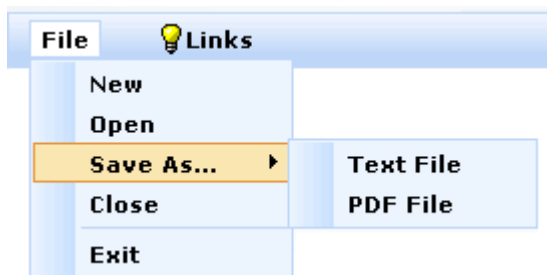 File Links
New
Open
Save As... Text File
Close PDF File
Exit